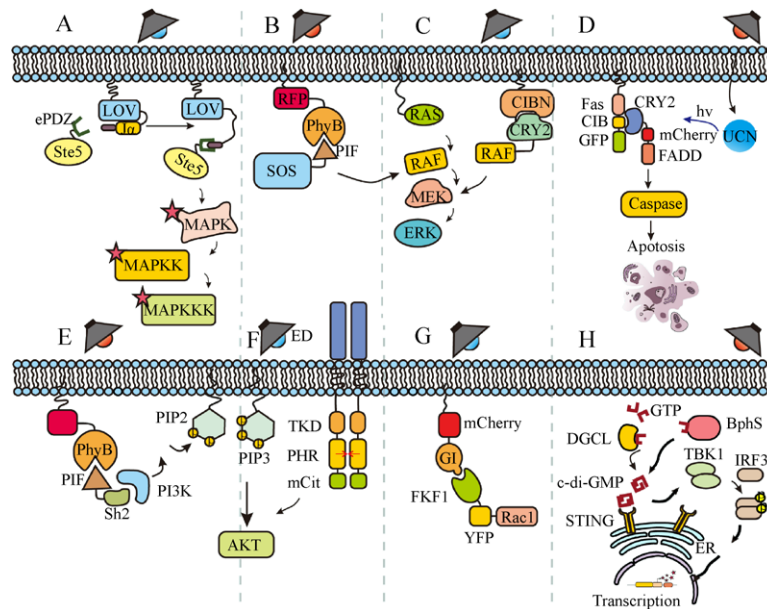 A
LOV
LOV
ePDZ
Iα
Ste5
Ste5
MAPK
MAPKK
MAPKKK
B
RFP
PhyB
PIF
SOS
C
RAS
CIBN
CRY2
RAF
RAF
MEK
ERK
D
Fas
CRY2
CIB
hv
GFP
mCherry
UCN
FADD
Caspase
Apotosis
E
PIP2
PhyB
PIF
PI3K
Sh2
F
ED
TKD
PIP3
PHR
mCit
AKT
G
mCherry
GI
FKF1
YFP
Rac1
H
GTP
BphS
DGCL
TBK1
IRF3
c-di-GMP
STING
ER
Transcription